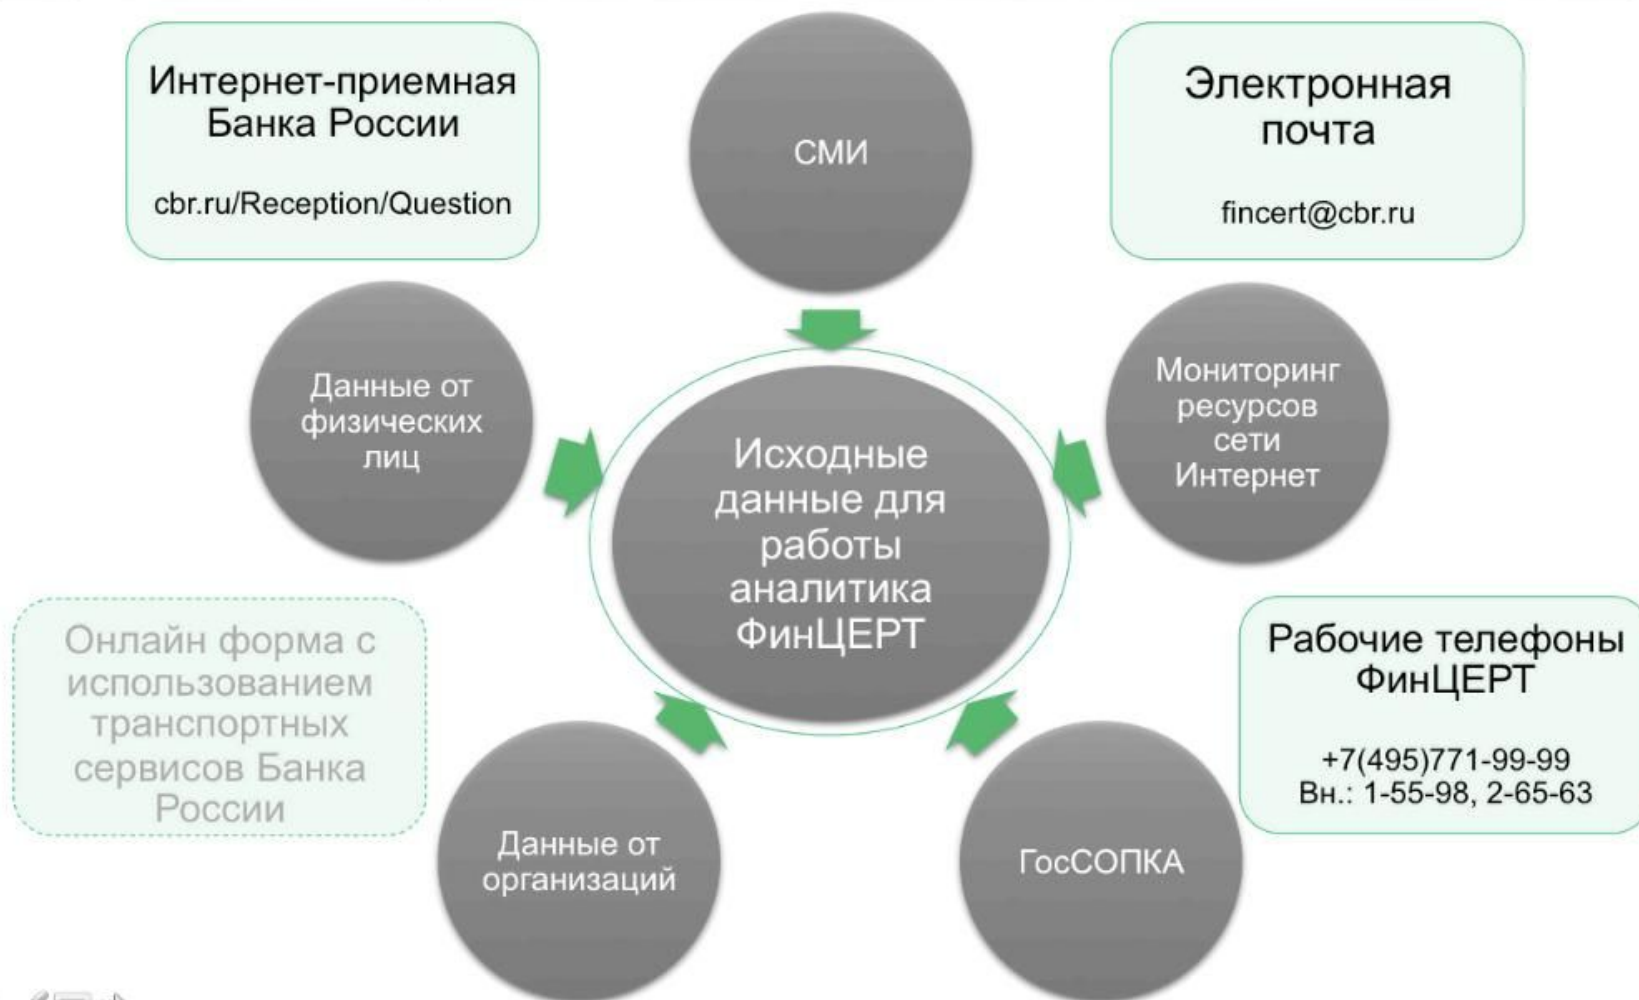 Интернет-приемная
Банка России
cbr.ru/Reception/Question
СМИ
Электронная
почта
fincert@cbr.ru
Данные от
физических
лиц
Мониторинг
ресурсов
сети
Интернет
Исходные
данные для
работы
аналитика
ФинЦЕРТ
Онлайн форма с
использованием
транспортных
сервисов Банка
России
Рабочие телефоны
ФинЦЕРТ
+7(495)771-99-99
Вн.: 1-55-98, 2-65-63
Данные от
организаций
ГосСОПКА